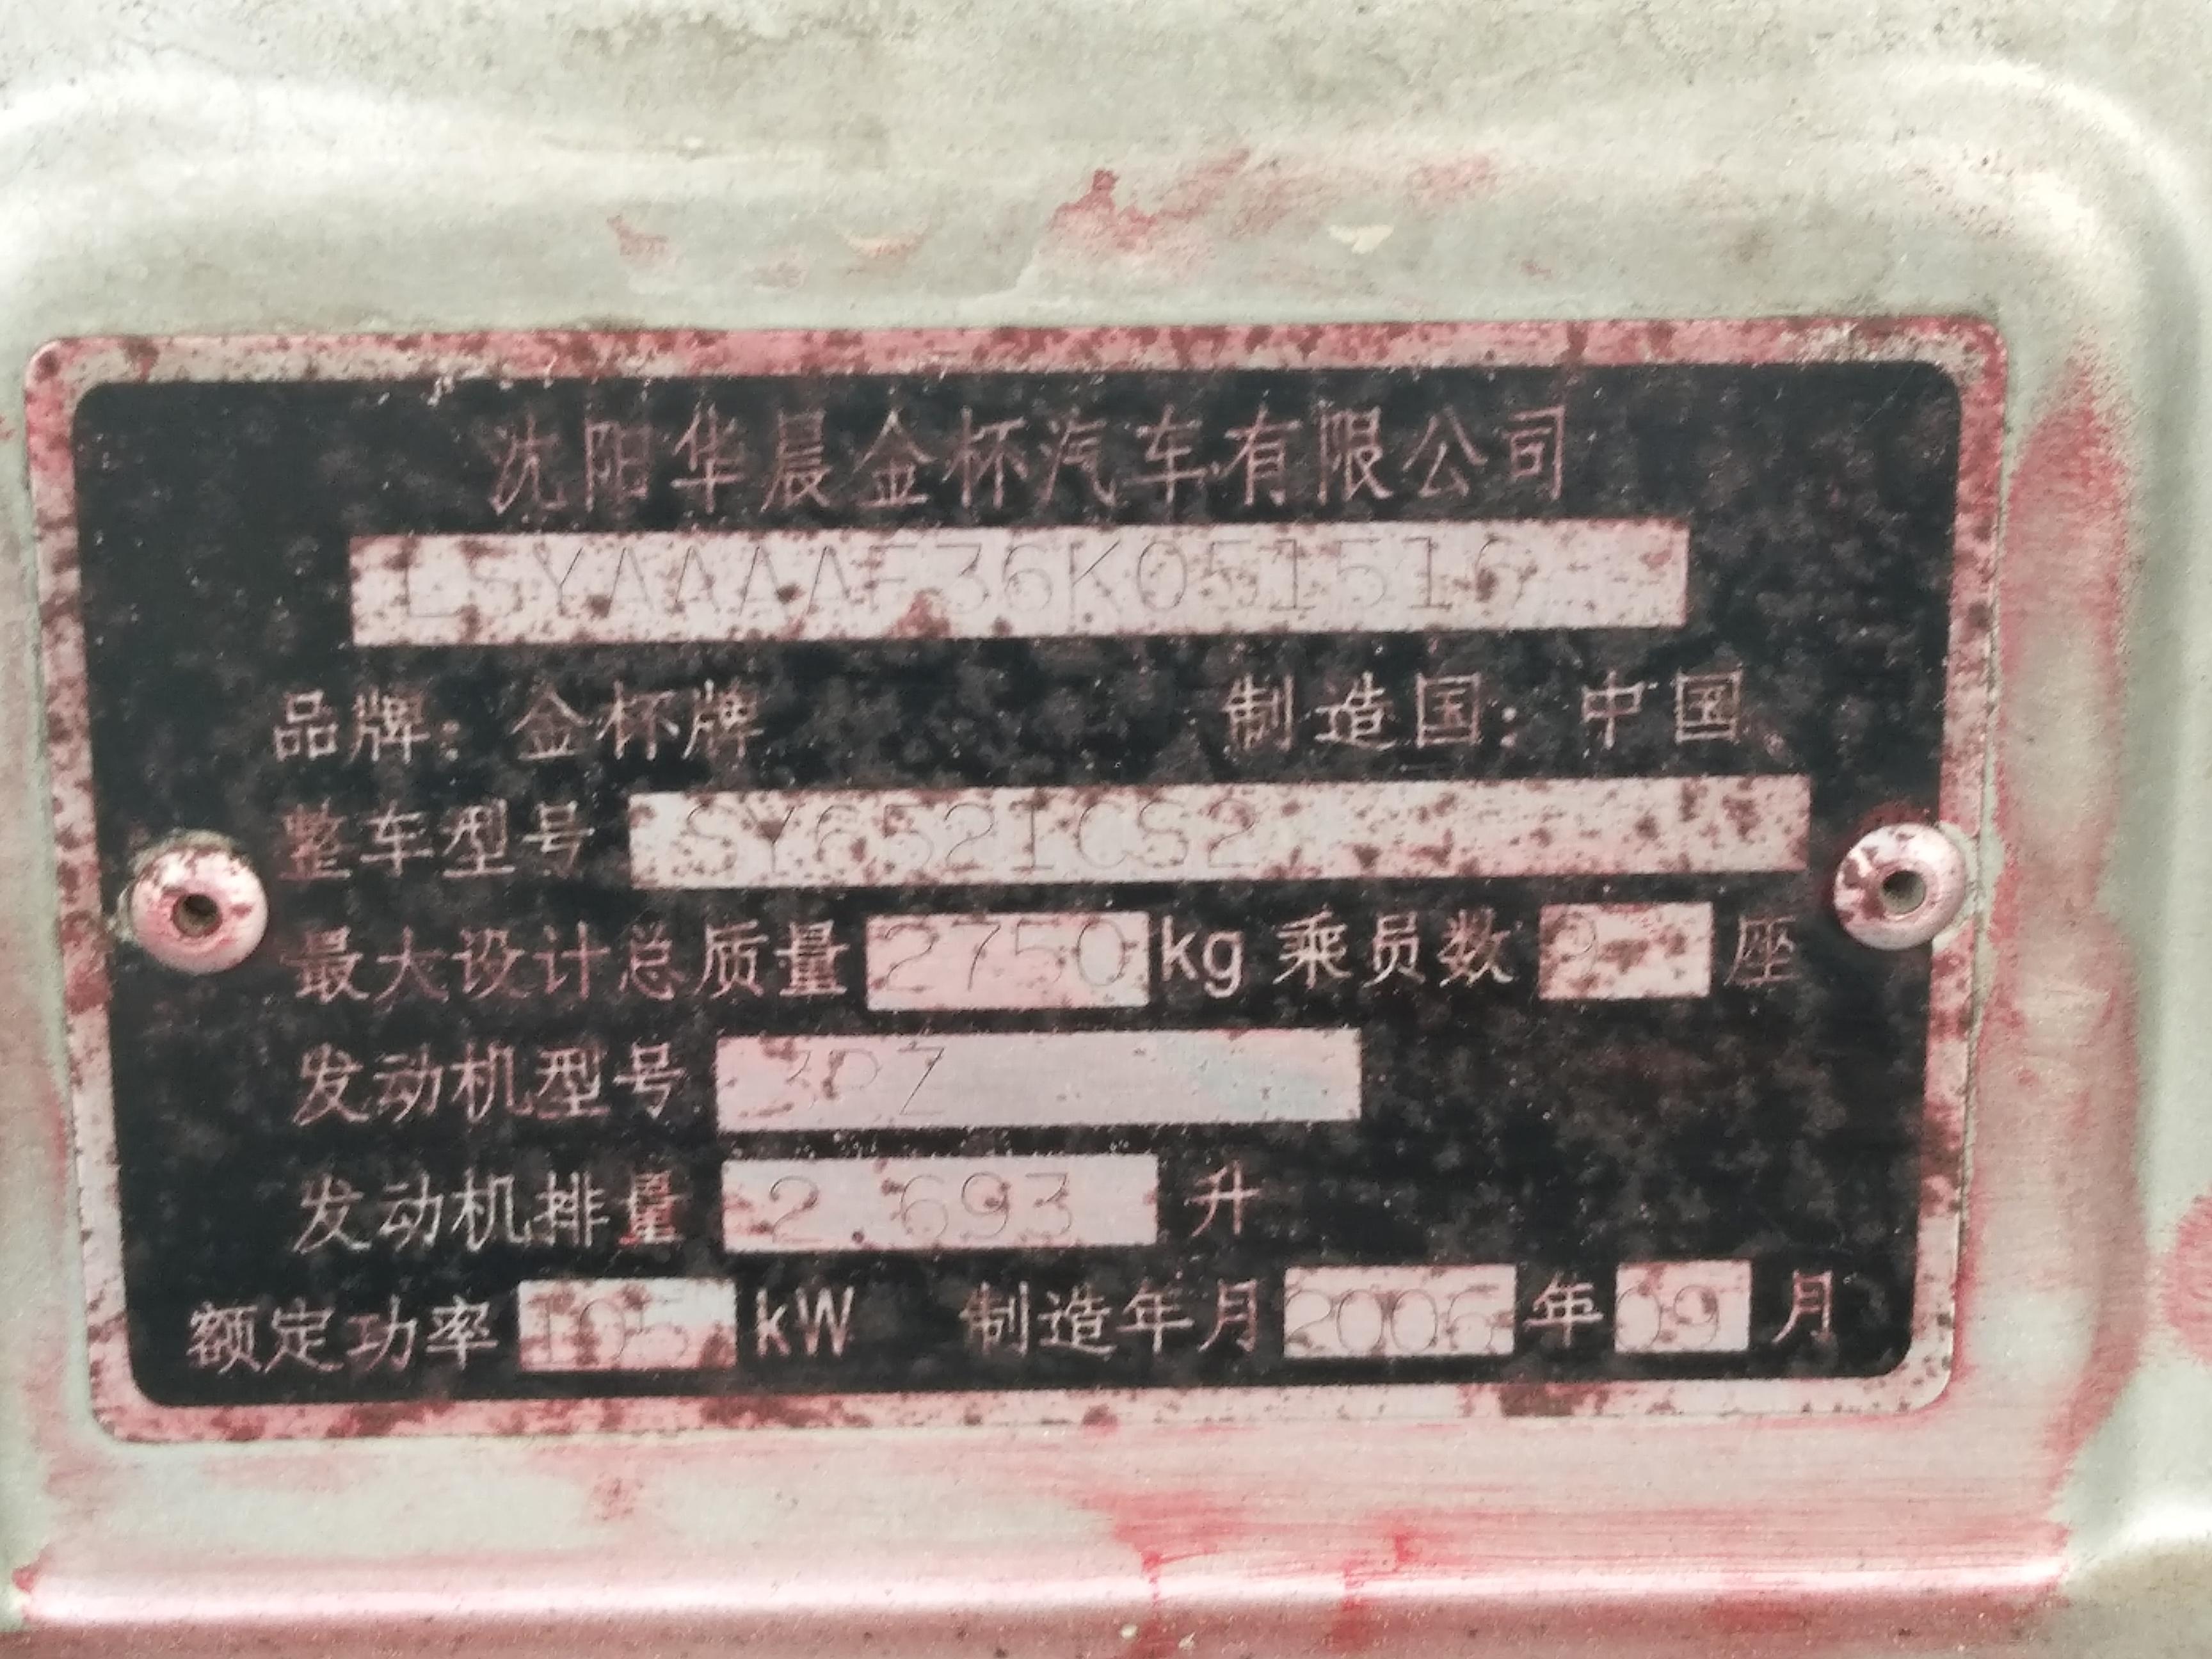 沈阳华晨金杯汽车有限公司
LSYAAAAF36K051516
品牌：金杯牌 制造国：中国
整车型号 SY6521CS2
最大设计总质量 2750 kg 乘员数 9 座
发动机型号 3RZ
发动机排量 2.693 升
额定功率 105 kW 制造年月 2006 年 09 月